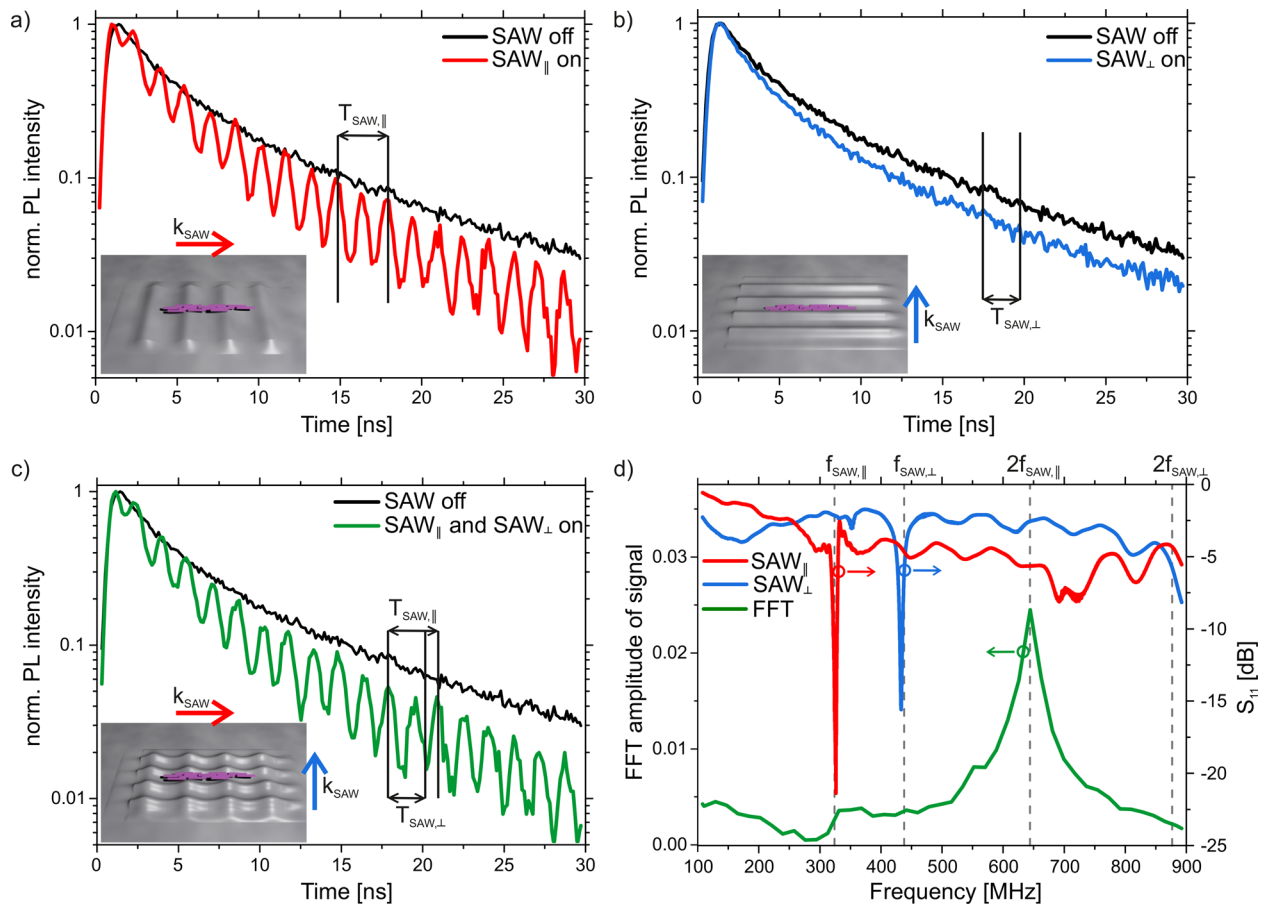 a)
norm. PL intensity
1
0.1
0.01
SAW off
SAW∥ on
T_SAW,∥
k_SAW
0 5 10 15 20 25 30
Time [ns]
b)
norm. PL intensity
1
0.1
0.01
SAW off
SAW⊥ on
k_SAW
T_SAW,⊥
0 5 10 15 20 25 30
Time [ns]
c)
norm. PL intensity
1
0.1
0.01
SAW off
SAW∥ and SAW⊥ on
T_SAW,∥
k_SAW
k_SAW
T_SAW,⊥
0 5 10 15 20 25 30
Time [ns]
d)
f_SAW,∥ f_SAW,⊥ 2f_SAW,∥ 2f_SAW,⊥
FFT amplitude of signal
0.03
0.02
0.01
0.00
SAW∥
SAW⊥
FFT
0
-5
-10
-15
-20
-25
S₁₁ [dB]
100 200 300 400 500 600 700 800 900
Frequency [MHz]